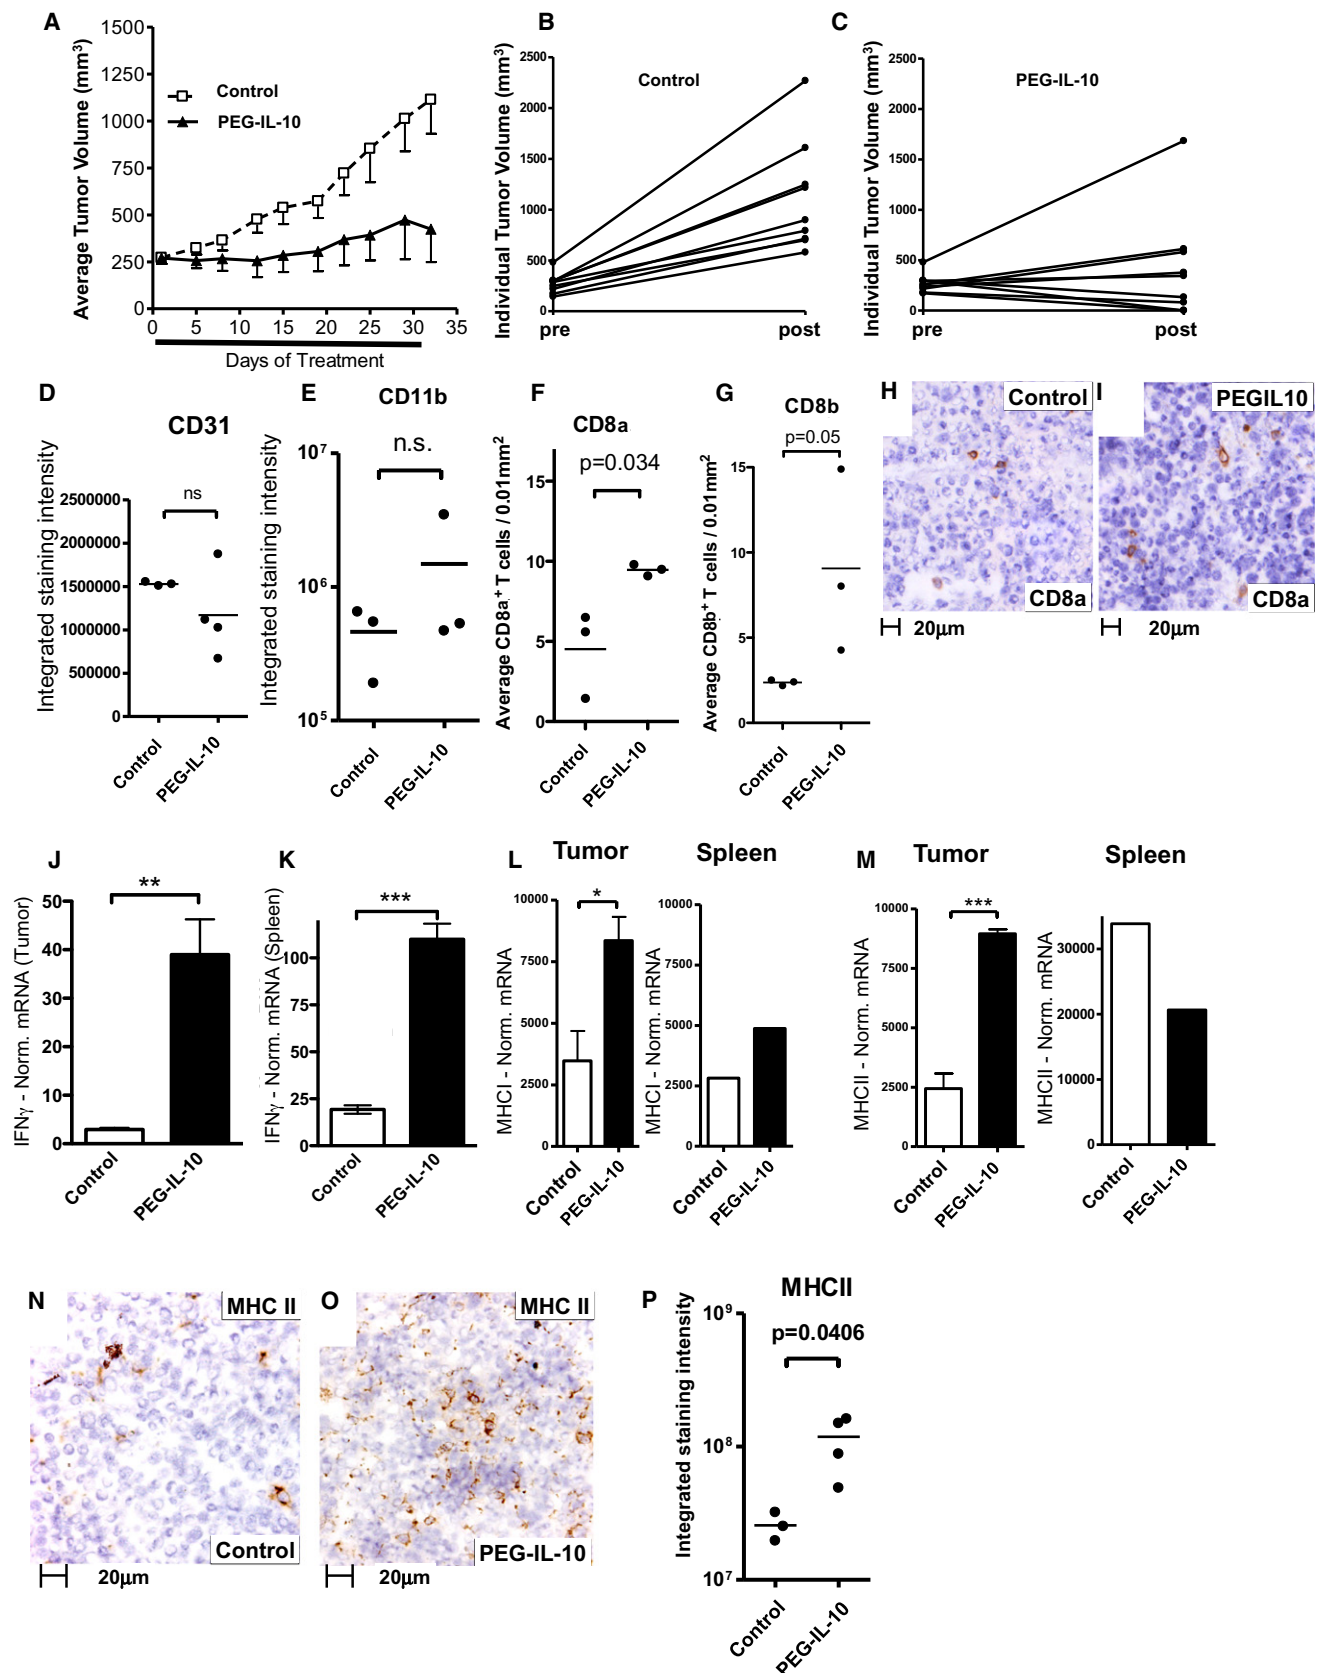 A
Average Tumor Volume (mm³)
1500
1250
1000
750
500
250
0
Control
PEG-IL-10
0 5 10 15 20 25 30 35
Days of Treatment
B
Individual Tumor Volume (mm³)
2500
2000
1500
1000
500
0
Control
pre post
C
Individual Tumor Volume (mm³)
2500
2000
1500
1000
500
0
PEG-IL-10
pre post
D
CD31
Integrated staining intensity
ns
2500000
2000000
1500000
1000000
500000
0
Control
PEG-IL-10
E
CD11b
Integrated staining intensity
n.s.
10⁷
10⁶
10⁵
Control
PEG-IL-10
F
CD8a
p=0.034
Average CD8a⁺ T cells / 0.01mm²
15
10
5
0
Control
PEG-IL-10
G
CD8b
p=0.05
Average CD8b⁺ T cells / 0.01mm²
15
10
5
0
Control
PEG-IL-10
H
Control
CD8a
20µm
I
PEGIL10
CD8a
20µm
J
IFNγ - Norm. mRNA (Tumor)
**
50
40
30
20
10
0
Control
PEG-IL-10
K
IFNγ - Norm. mRNA (Spleen)
***
100
75
50
25
0
Control
PEG-IL-10
L
Tumor
MHCI - Norm. mRNA
*
10000
7500
5000
2500
0
Control
PEG-IL-10
Spleen
MHCI - Norm. mRNA
10000
7500
5000
2500
0
Control
PEG-IL-10
M
Tumor
MHCII - Norm. mRNA
***
10000
7500
5000
2500
0
Control
PEG-IL-10
Spleen
MHCII - Norm. mRNA
30000
20000
10000
0
Control
PEG-IL-10
N
MHC II
Control
20µm
O
MHC II
PEG-IL-10
20µm
P
MHCII
p=0.0406
Integrated staining intensity
10⁹
10⁸
10⁷
Control
PEG-IL-10